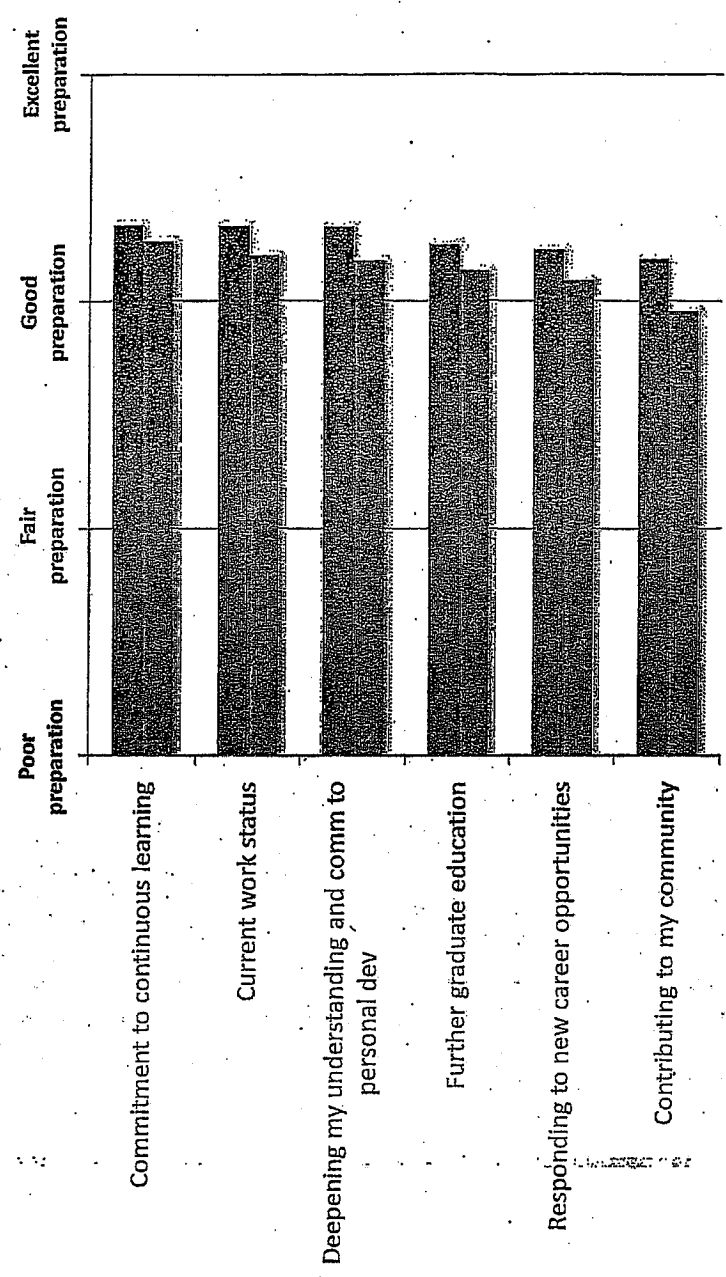 Poor
preparation
Fair
preparation
Good
preparation
Excellent
preparation
Commitment to continuous learning
Current work status
Deepening my understanding and comm to
personal dev
Further graduate education
Responding to new career opportunities
Contributing to my community